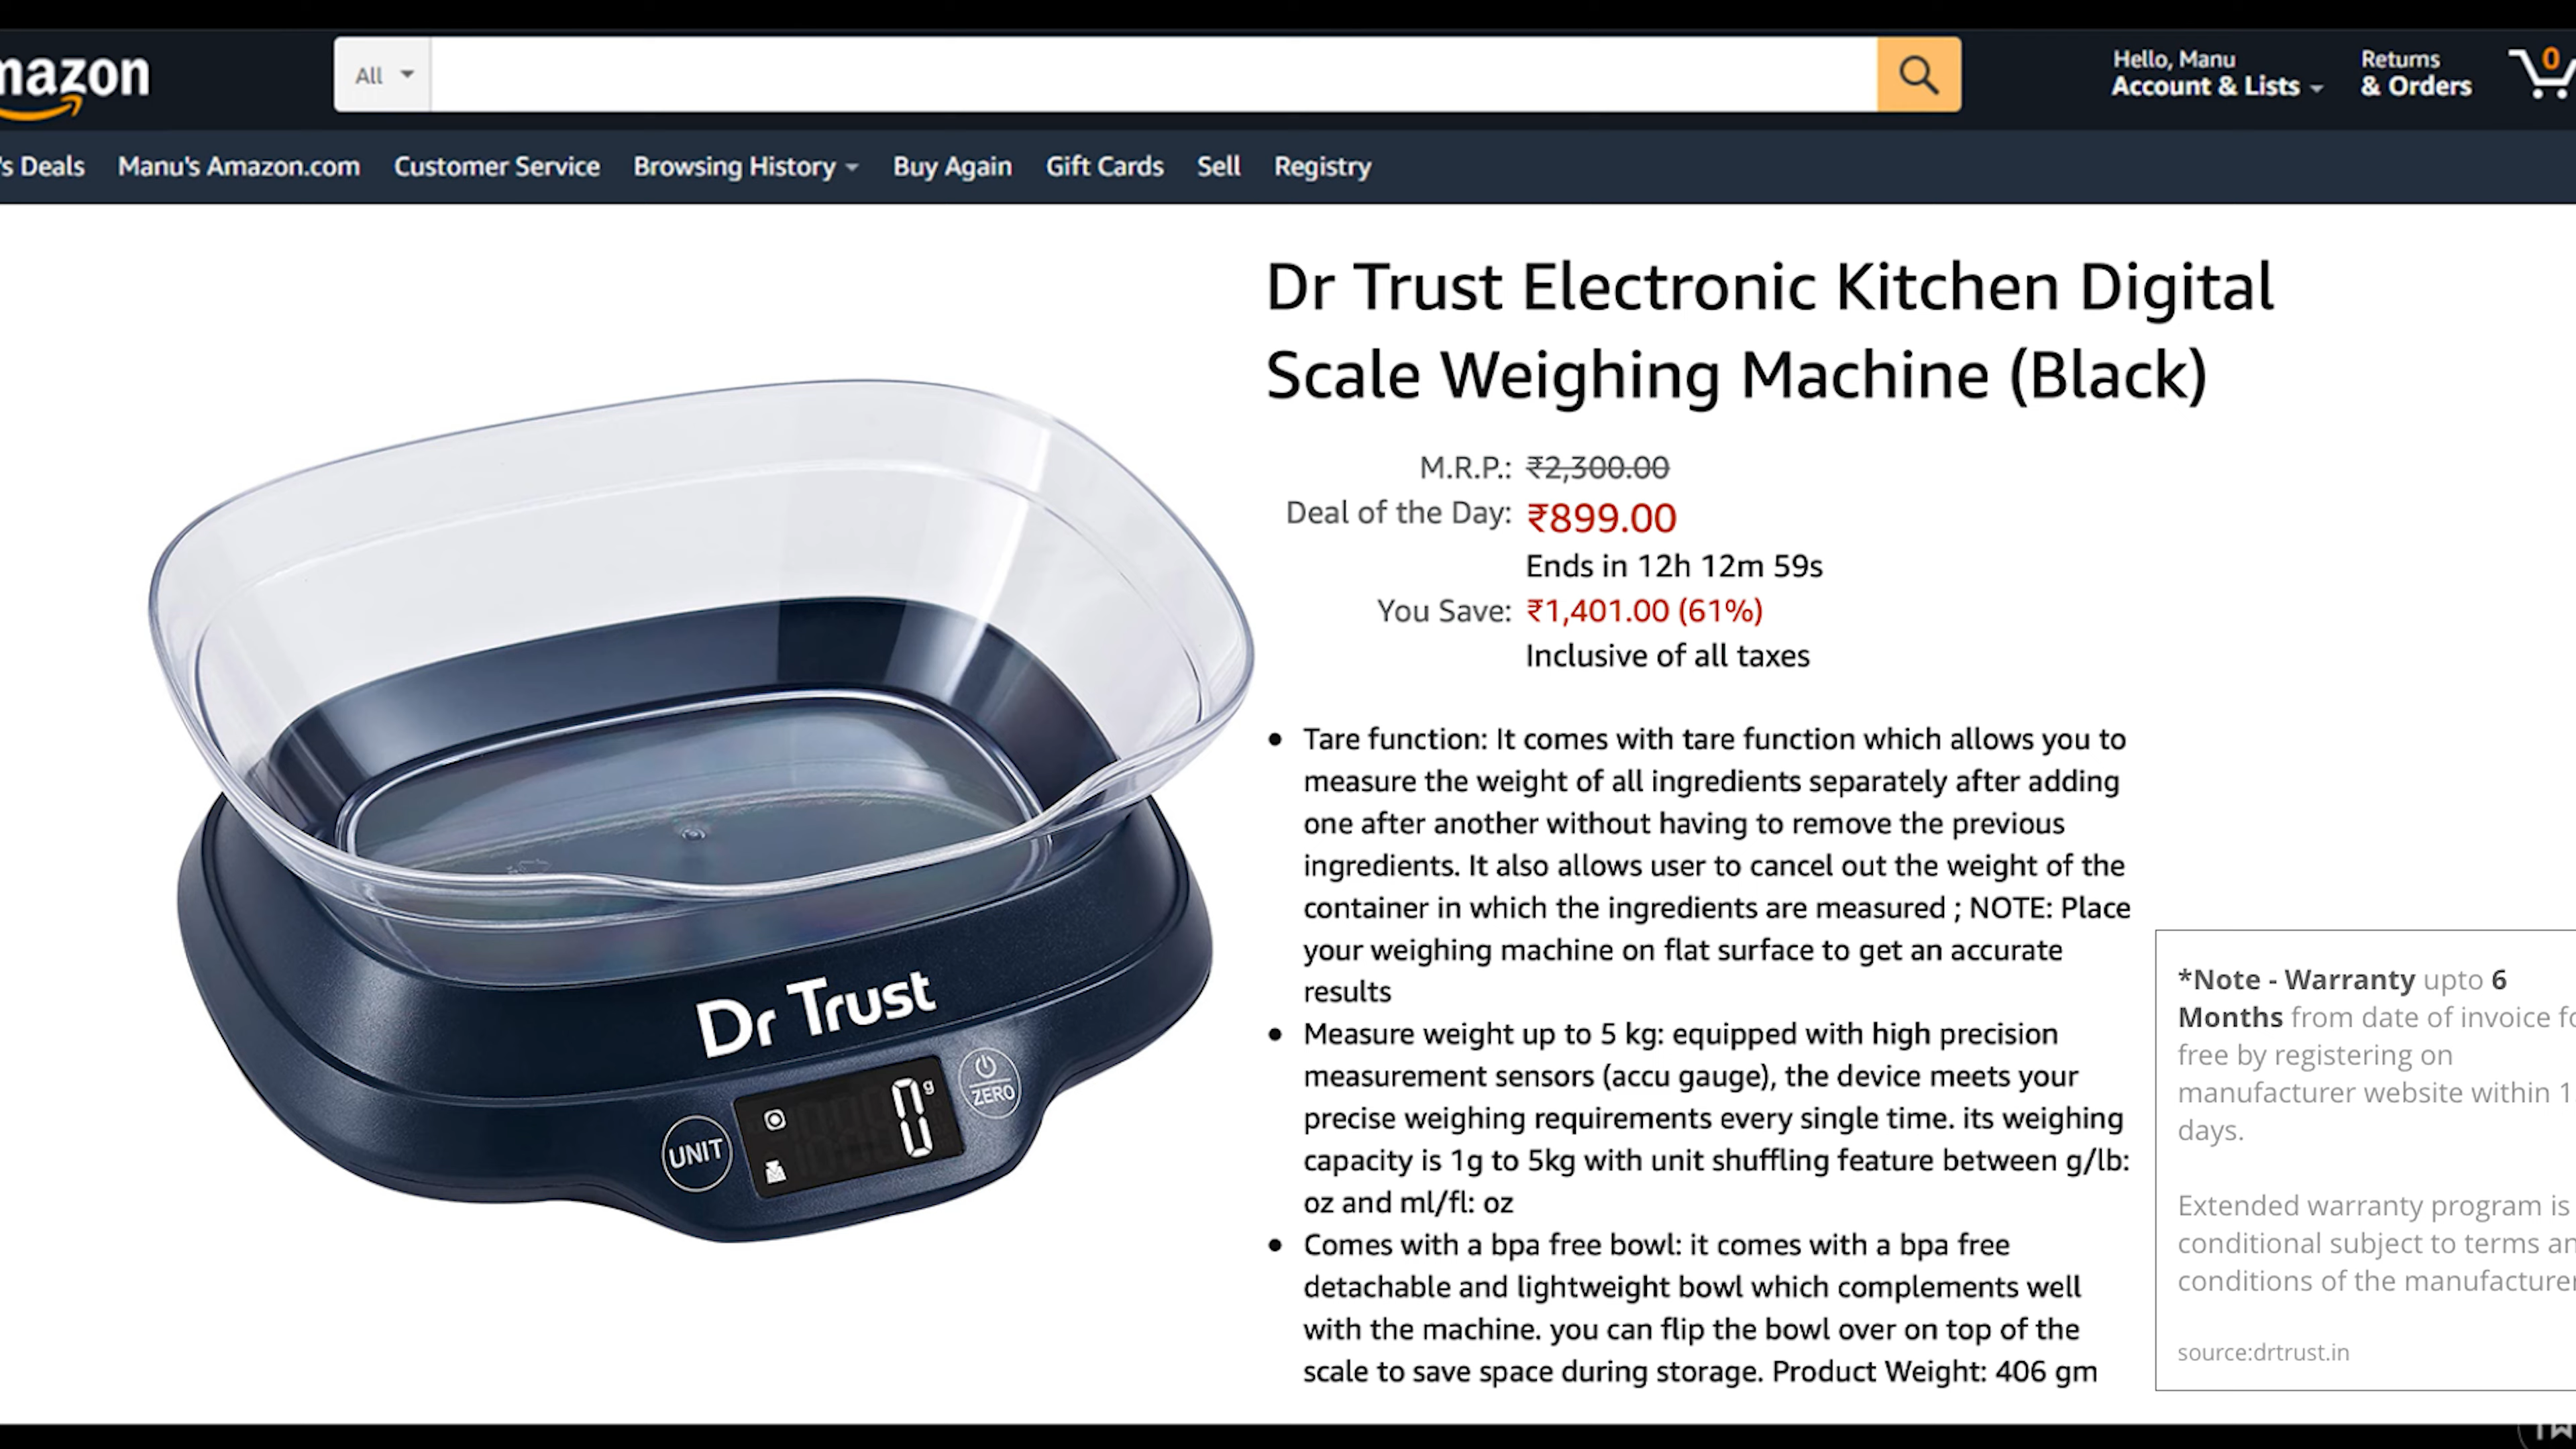 mazon
All
Hello, Manu
Account & Lists
Returns
& Orders
0
's Deals
Manu's Amazon.com
Customer Service
Browsing History
Buy Again
Gift Cards
Sell
Registry
Dr Trust Electronic Kitchen Digital
Scale Weighing Machine (Black)
M.R.P.: ₹2,300.00
Deal of the Day: ₹899.00
Ends in 12h 12m 59s
You Save: ₹1,401.00 (61%)
Inclusive of all taxes
• Tare function: It comes with tare function which allows you to
measure the weight of all ingredients separately after adding
one after another without having to remove the previous
ingredients. It also allows user to cancel out the weight of the
container in which the ingredients are measured ; NOTE: Place
your weighing machine on flat surface to get an accurate
results
• Measure weight up to 5 kg: equipped with high precision
measurement sensors (accu gauge), the device meets your
precise weighing requirements every single time. its weighing
capacity is 1g to 5kg with unit shuffling feature between g/lb:
oz and ml/fl: oz
• Comes with a bpa free bowl: it comes with a bpa free
detachable and lightweight bowl which complements well
with the machine. you can flip the bowl over on top of the
scale to save space during storage. Product Weight: 406 gm
Dr Trust
UNIT
0 g
ZERO
*Note - Warranty upto 6
Months from date of invoice fo
free by registering on
manufacturer website within 1
days.
Extended warranty program is
conditional subject to terms an
conditions of the manufacturer
source:drtrust.in